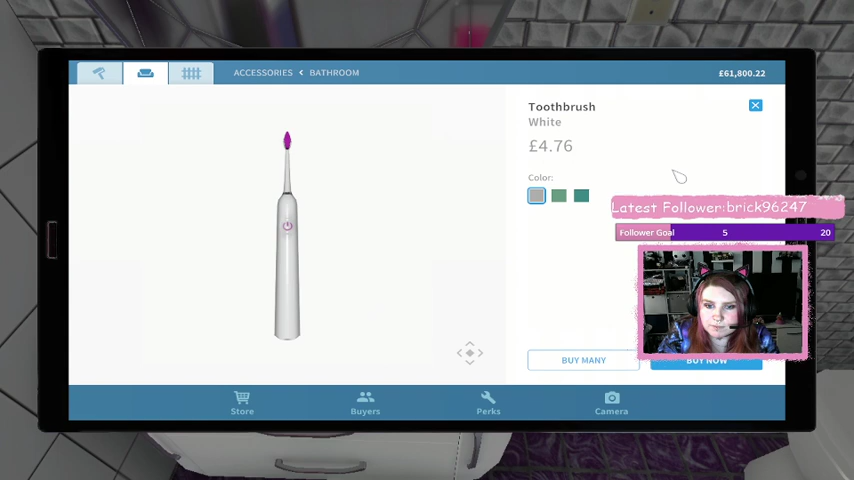 ACCESSORIES < BATHROOM
£61,800.22
Toothbrush
White
£4.76
Color:
Latest Follower:brick96247
Follower Goal 5 20
BUY MANY
BUY NOW
Store
Buyers
Perks
Camera